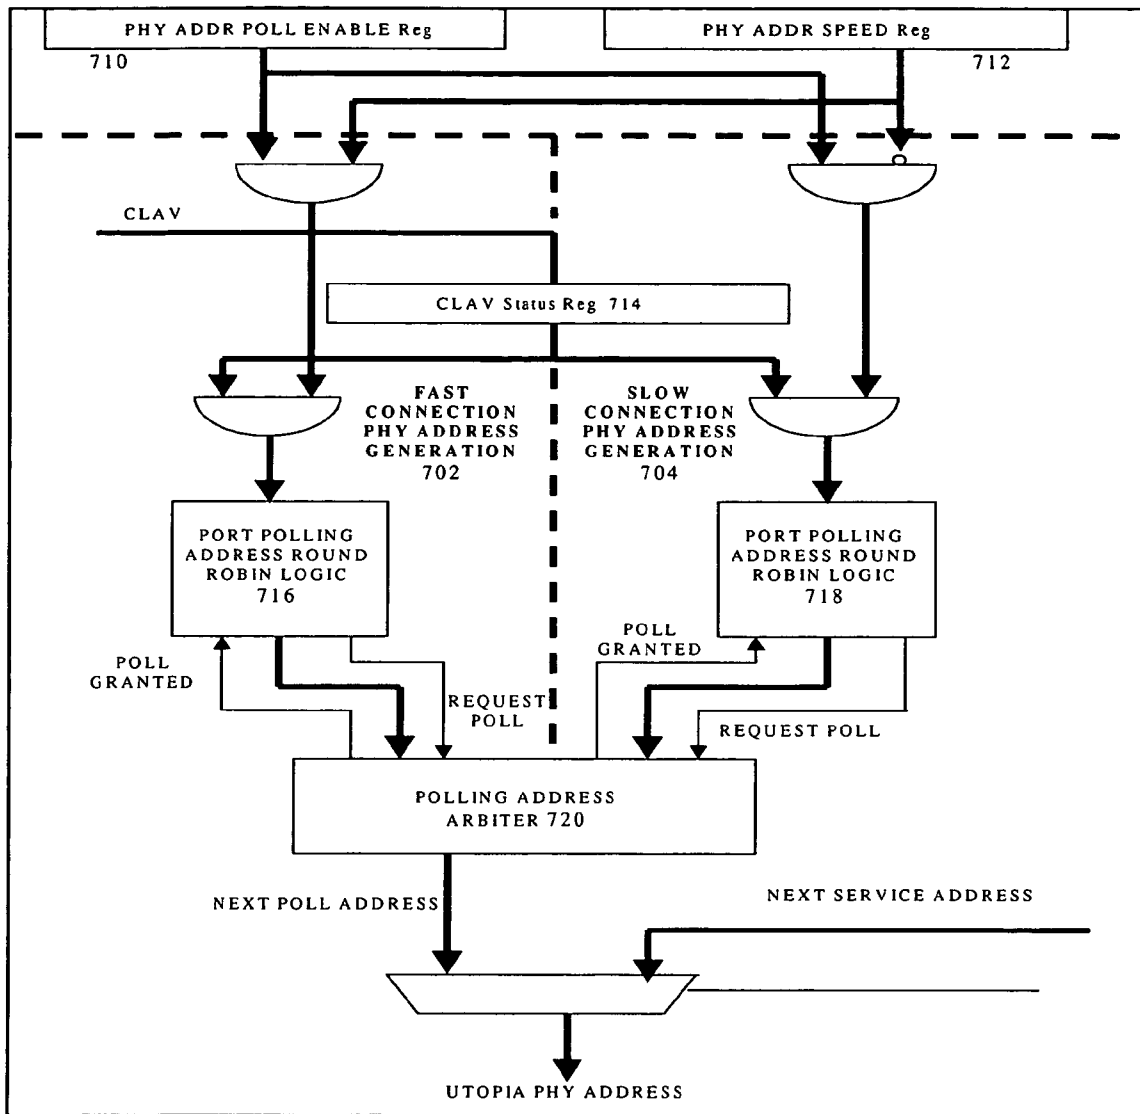 PHY ADDR POLL ENABLE Reg
PHY ADDR SPEED Reg
710
712
CLAV
CLAV Status Reg 714
FAST
CONNECTION
PHY ADDRESS
GENERATION
702
SLOW
CONNECTION
PHY ADDRESS
GENERATION
704
PORT POLLING
ADDRESS ROUND
ROBIN LOGIC
716
PORT POLLING
ADDRESS ROUND
ROBIN LOGIC
718
POLL
GRANTED
REQUEST
POLL
POLL
GRANTED
REQUEST POLL
POLLING ADDRESS
ARBITER 720
NEXT POLL ADDRESS
NEXT SERVICE ADDRESS
UTOPIA PHY ADDRESS